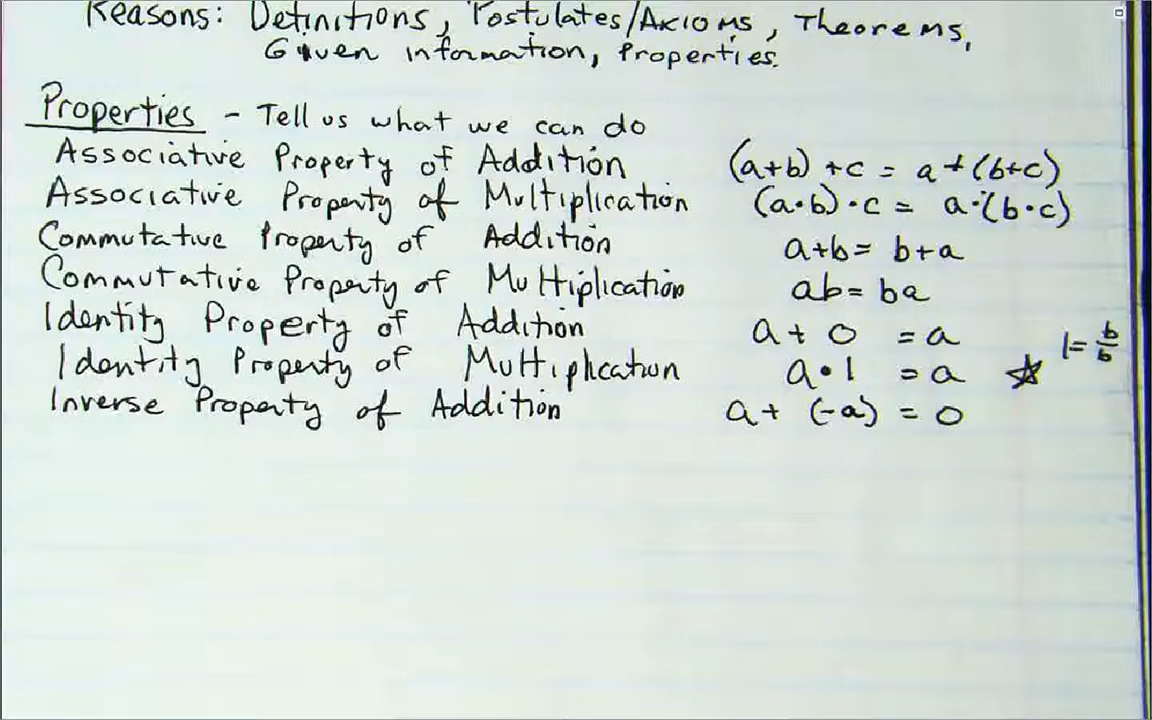 Reasons: Definitions, Postulates/Axioms, Theorems,
Given information, Properties.
Properties - Tell us what we can do
Associative Property of Addition (a+b)+c = a+(b+c)
Associative Property of Multiplication (a·b)·c = a·(b·c)
Commutative Property of Addition a+b = b+a
Commutative Property of Multiplication ab = ba
Identity Property of Addition a + 0 = a
Identity Property of Multiplication a·1 = a ☆ 1 = b/b
Inverse Property of Addition a + (-a) = 0